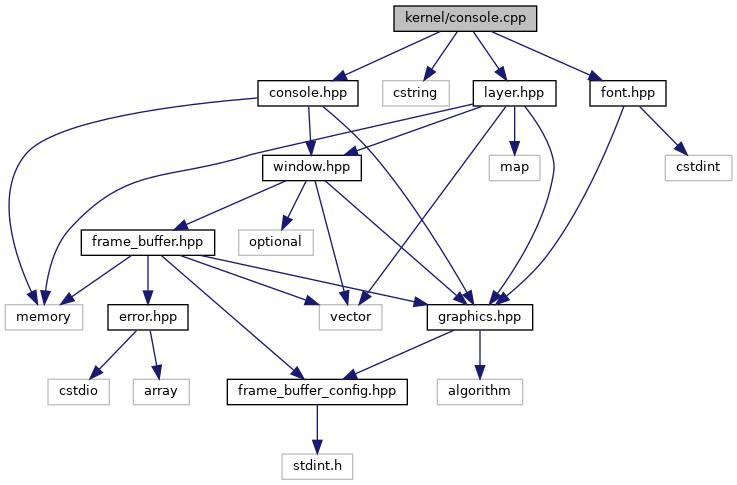 kernel/console.cpp
console.hpp
cstring
layer.hpp
font.hpp
window.hpp
map
cstdint
frame_buffer.hpp
optional
memory
error.hpp
vector
graphics.hpp
cstdio
array
frame_buffer_config.hpp
algorithm
stdint.h